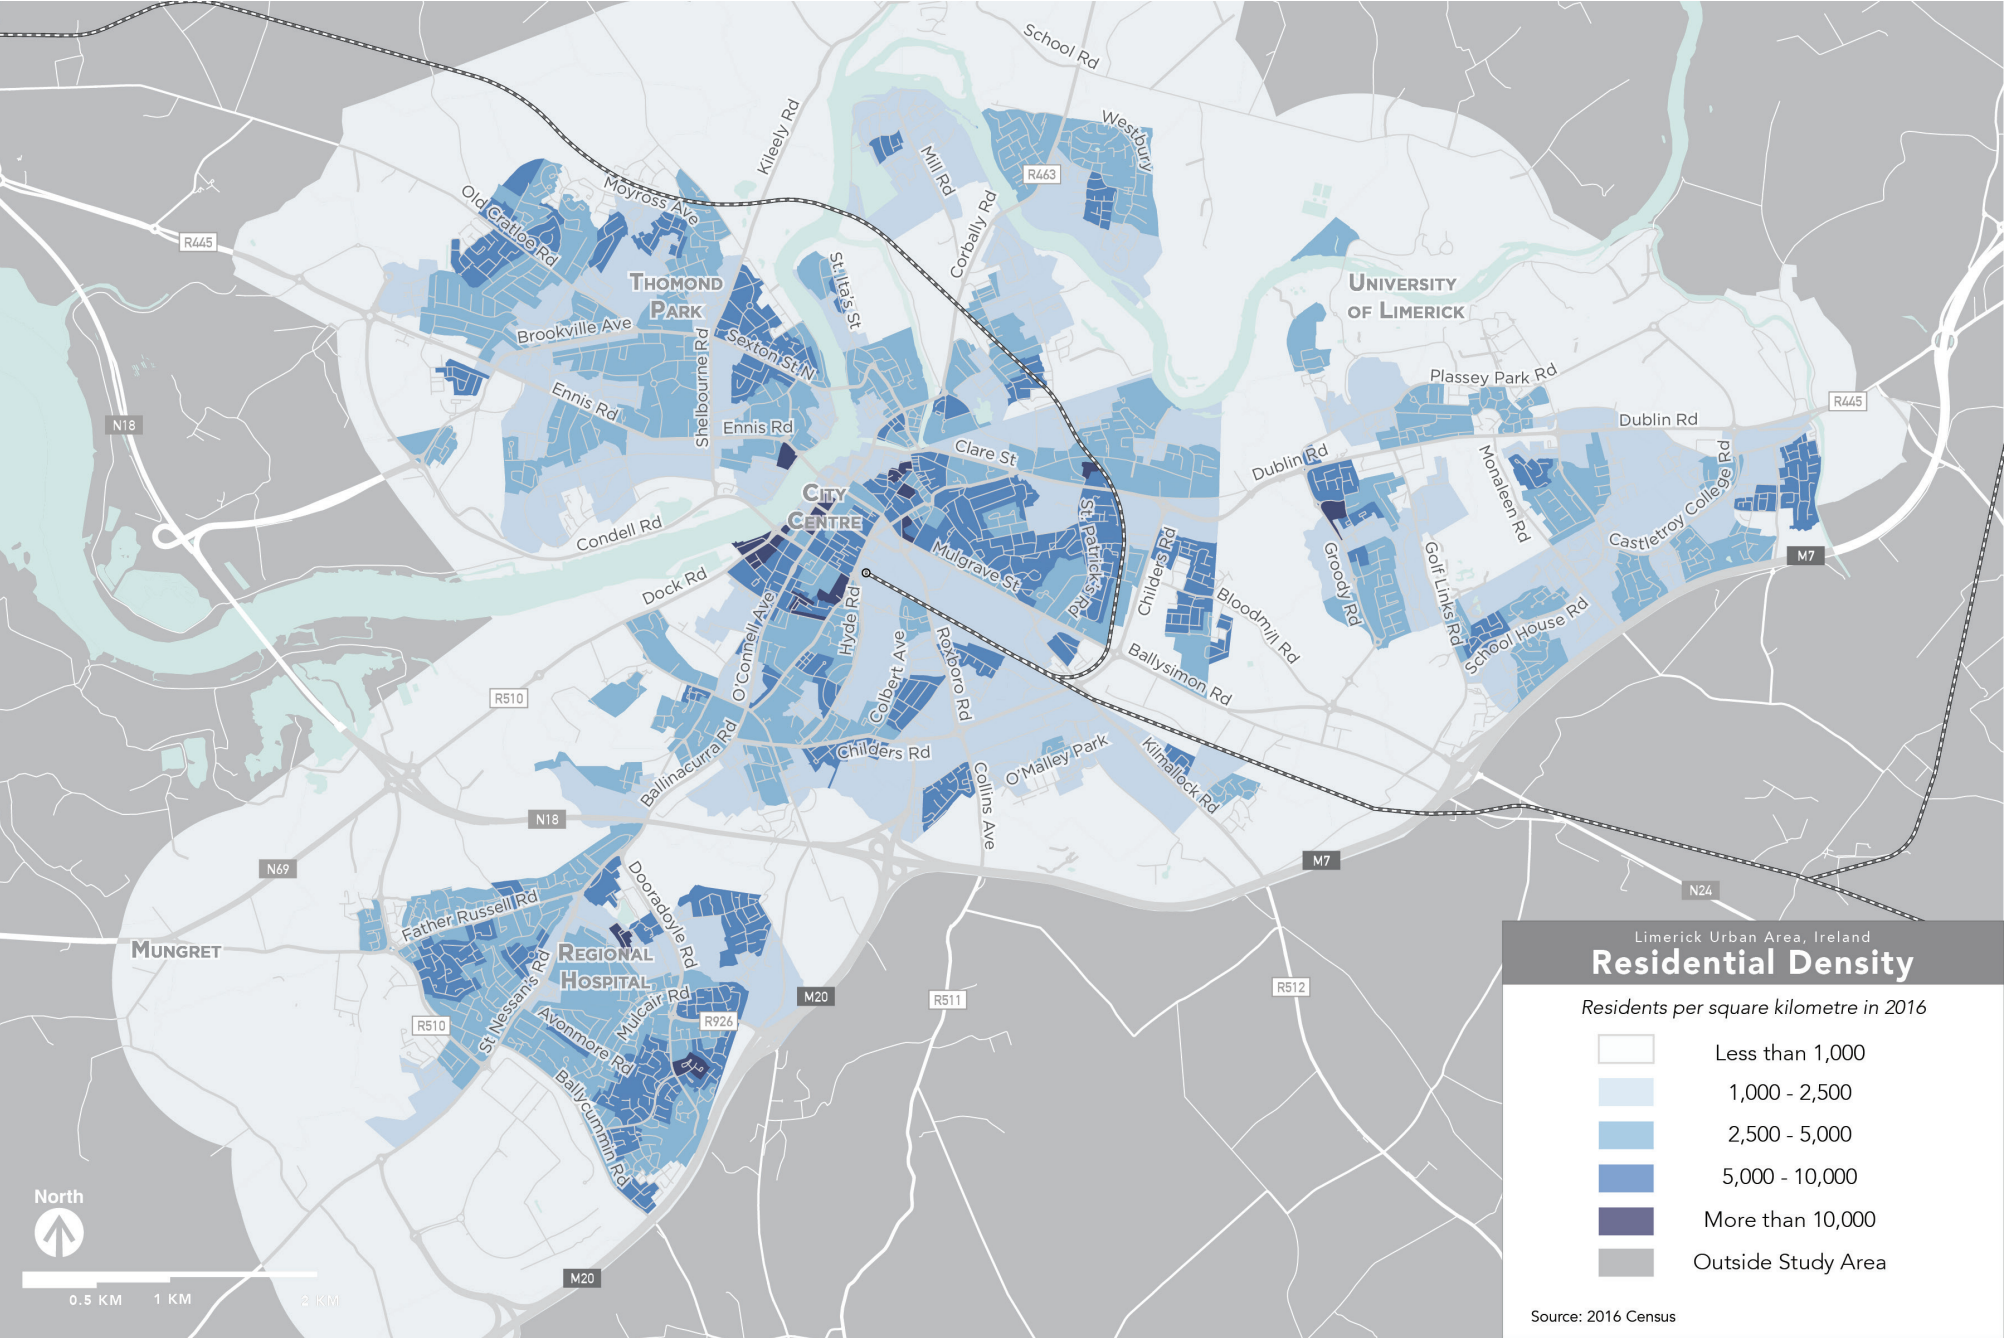 School Rd
Kileely Rd
Westbury
Mill Rd
R463
Moyross Ave
Old Cratloe Rd
Corbally Rd
R445
St. Ita's St
THOMOND
PARK
UNIVERSITY
OF LIMERICK
Brookville Ave
Shelbourne Rd
Sexton St N
Plassey Park Rd
Ennis Rd
R445
N18
Ennis Rd
Dublin Rd
Clare St
Dublin Rd
Monaleen Rd
Castletroy College Rd
CITY
CENTRE
Condell Rd
St. Patrick's Rd
Mulgrave St
Childers Rd
Groody Rd
Golf Links Rd
M7
Dock Rd
Hyde Rd
O'Connell Ave
Bloodmill Rd
School House Rd
Colbert Ave
Roxboro Rd
Ballysimon Rd
R510
Ballinacurra Rd
Childers Rd
O'Malley Park
Kilmallock Rd
Collins Ave
N18
N69
M7
Dooradoyle Rd
N24
Father Russell Rd
MUNGRET
REGIONAL
HOSPITAL
St Nessan's Rd
M20
R511
R512
Mulcair Rd
R510
Avonmore Rd
R926
Ballycummin Rd
M20
North
0.5 KM
1 KM
2 KM
Limerick Urban Area, Ireland
Residential Density
Residents per square kilometre in 2016
Less than 1,000
1,000 - 2,500
2,500 - 5,000
5,000 - 10,000
More than 10,000
Outside Study Area
Source: 2016 Census